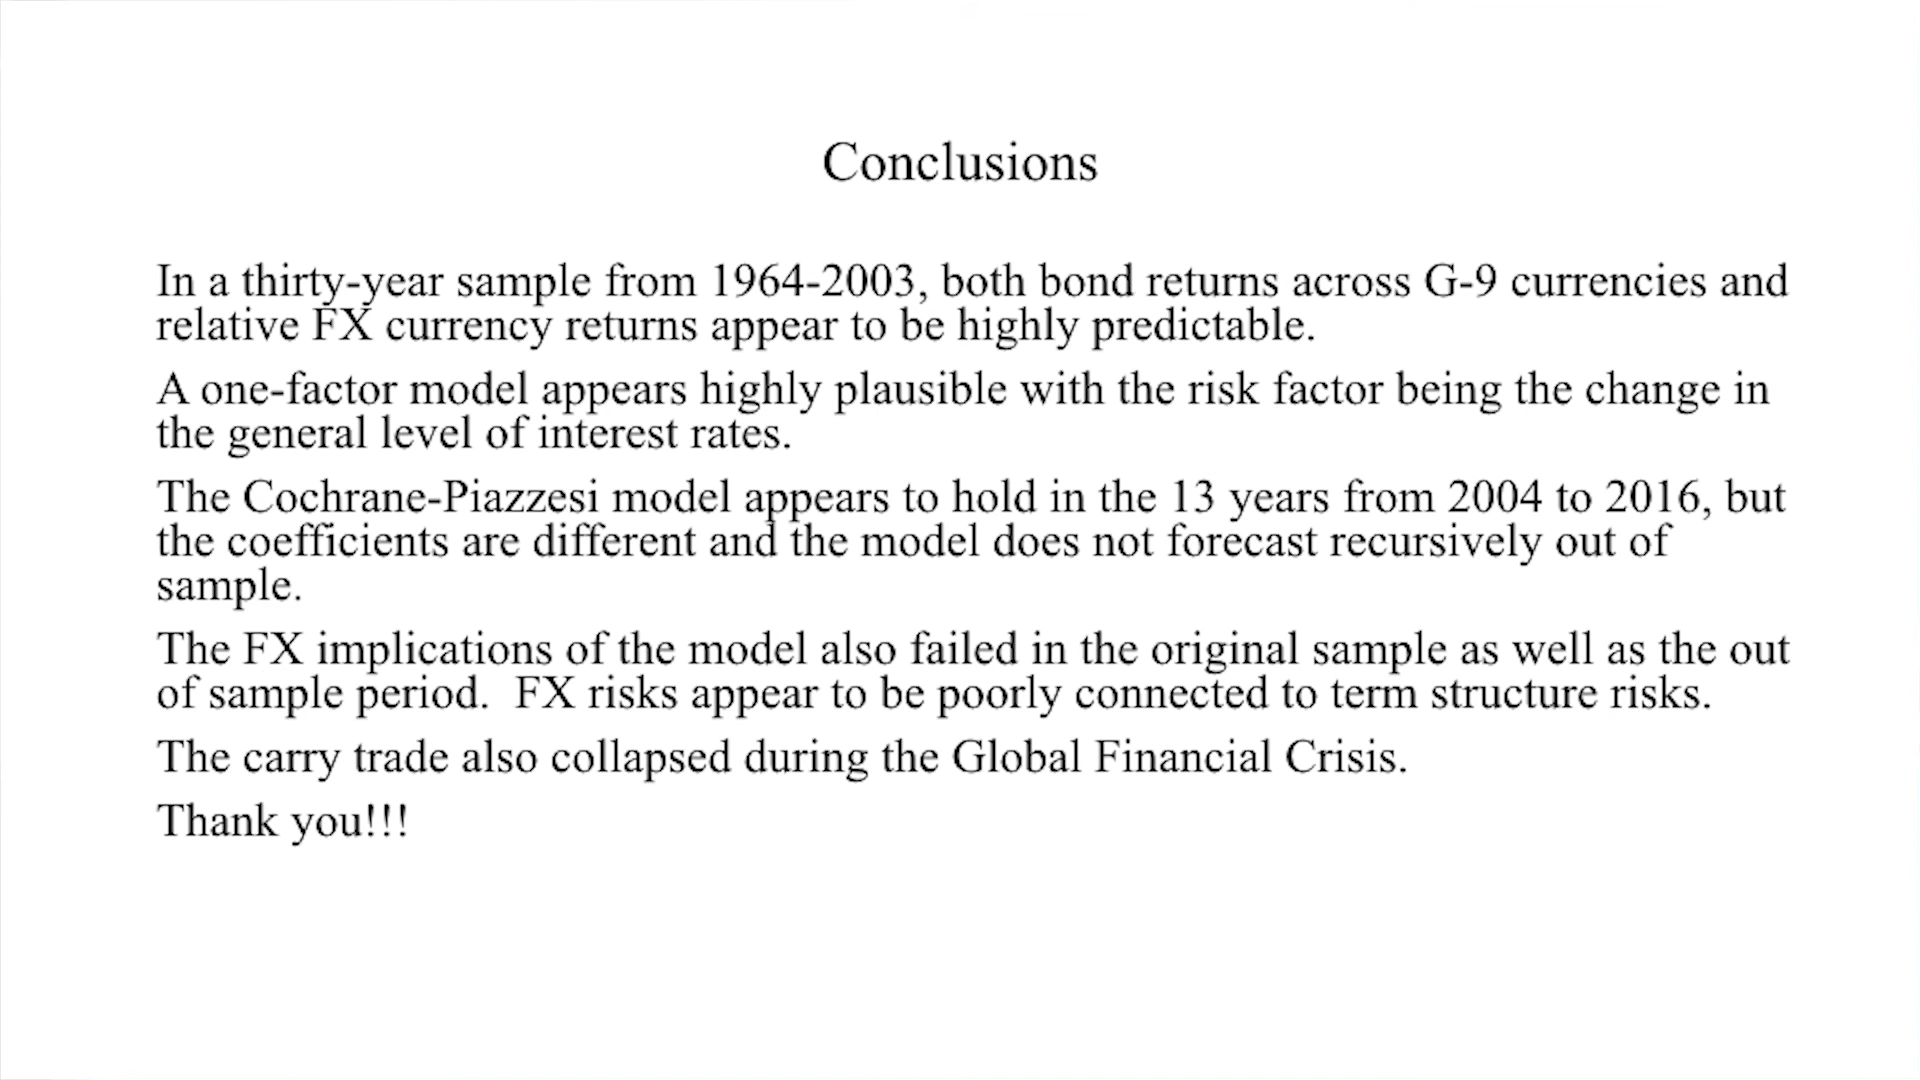 Conclusions
In a thirty-year sample from 1964-2003, both bond returns across G-9 currencies and
relative FX currency returns appear to be highly predictable.
A one-factor model appears highly plausible with the risk factor being the change in
the general level of interest rates.
The Cochrane-Piazzesi model appears to hold in the 13 years from 2004 to 2016, but
the coefficients are different and the model does not forecast recursively out of
sample.
The FX implications of the model also failed in the original sample as well as the out
of sample period.  FX risks appear to be poorly connected to term structure risks.
The carry trade also collapsed during the Global Financial Crisis.
Thank you!!!